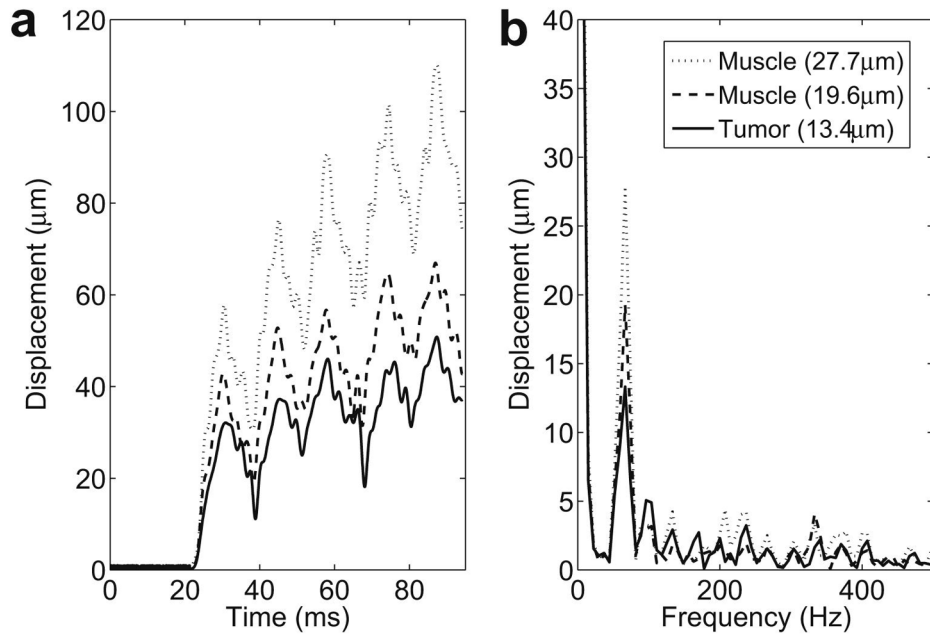 a
120
100
80
60
40
20
0
Displacement (μm)
0 20 40 60 80
Time (ms)
b
40
35
30
25
20
15
10
5
0
Displacement (μm)
Muscle (27.7μm)
Muscle (19.6μm)
Tumor (13.4μm)
0 200 400
Frequency (Hz)